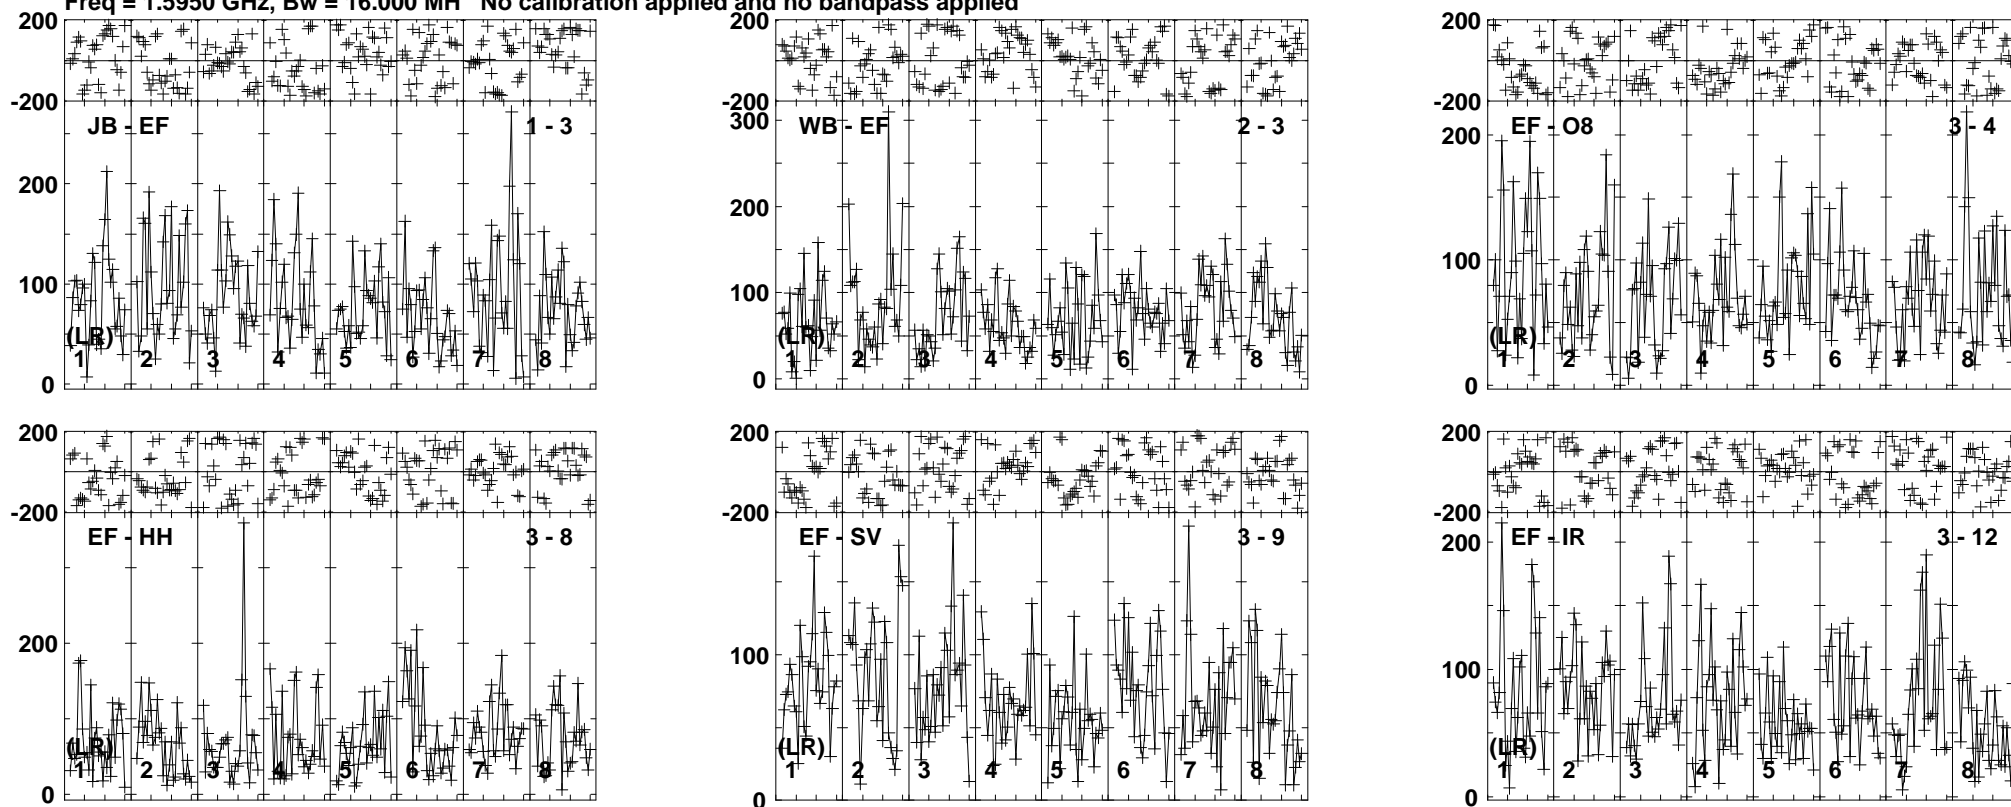 Freq = 1.5950 GHz, Bw = 16.000 MH No calibration applied and no bandpass applied
200 200 200
-200 -200 -200
JB - EF 1 - 3 WB - EF 2 - 3 EF - O8 3 - 4
300
200 200 200
100 100 100
(LR) (LR) (LR)
1 2 3 4 5 6 7 8 1 2 3 4 5 6 7 8 1 2 3 4 5 6 7 8
0 0 0
200 200 200
-200 -200 -200
EF - HH 3 - 8 EF - SV 3 - 9 EF - IR 3 - 12
200 100 200
100
(LR) (LR) (LR)
1 2 3 4 5 6 7 8 1 2 3 4 5 6 7 8 1 2 3 4 5 6 7 8
0 0 0